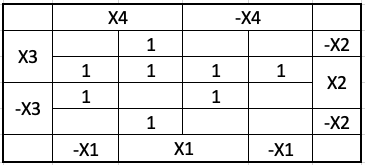 X4 -X4
X3 1 -X2
1 1 1 1 X2
-X3 1 1
1 -X2
-X1 X1 -X1